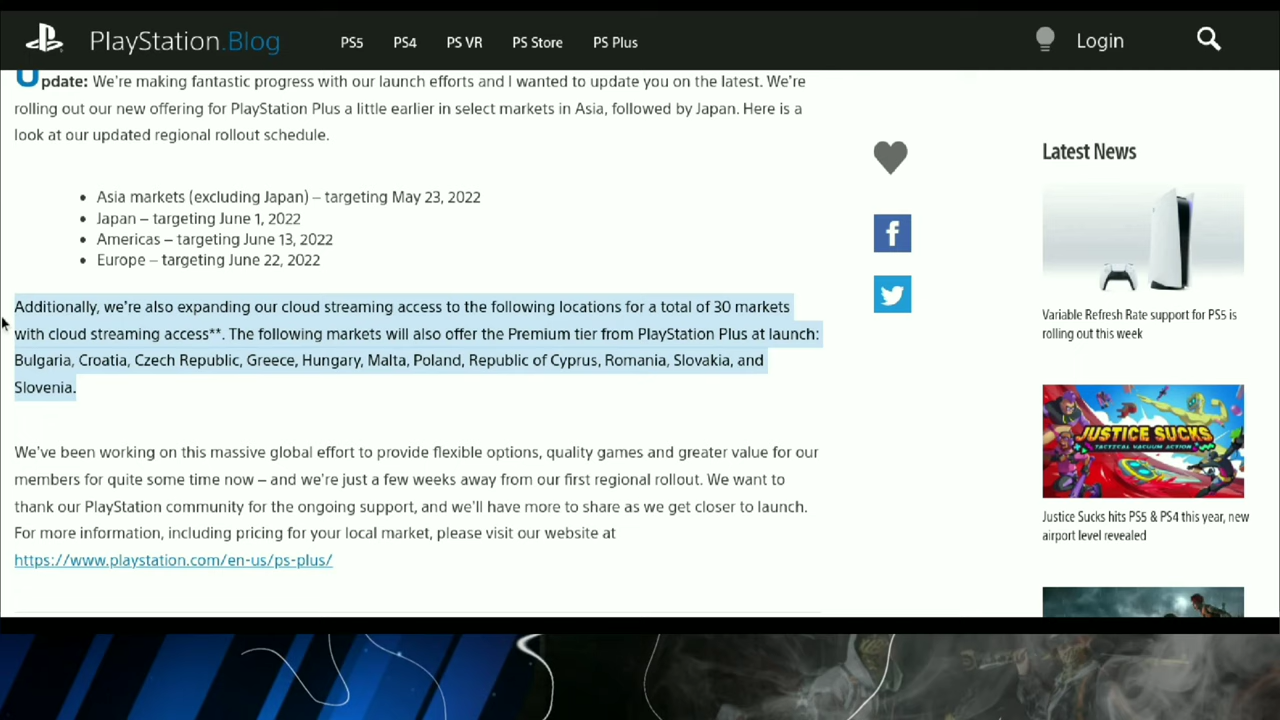 PlayStation.Blog PS5 PS4 PS VR PS Store PS Plus Login
Update: We're making fantastic progress with our launch efforts and I wanted to update you on the latest. We're
rolling out our new offering for PlayStation Plus a little earlier in select markets in Asia, followed by Japan. Here is a
look at our updated regional rollout schedule.
• Asia markets (excluding Japan) – targeting May 23, 2022
• Japan – targeting June 1, 2022
• Americas – targeting June 13, 2022
• Europe – targeting June 22, 2022
Additionally, we're also expanding our cloud streaming access to the following locations for a total of 30 markets
with cloud streaming access**. The following markets will also offer the Premium tier from PlayStation Plus at launch:
Bulgaria, Croatia, Czech Republic, Greece, Hungary, Malta, Poland, Republic of Cyprus, Romania, Slovakia, and
Slovenia.
We've been working on this massive global effort to provide flexible options, quality games and greater value for our
members for quite some time now – and we're just a few weeks away from our first regional rollout. We want to
thank our PlayStation community for the ongoing support, and we'll have more to share as we get closer to launch.
For more information, including pricing for your local market, please visit our website at
https://www.playstation.com/en-us/ps-plus/
Latest News
Variable Refresh Rate support for PS5 is
rolling out this week
JUSTICE SUCKS
TACTICAL VACUUM ACTION
Justice Sucks hits PS5 & PS4 this year, new
airport level revealed